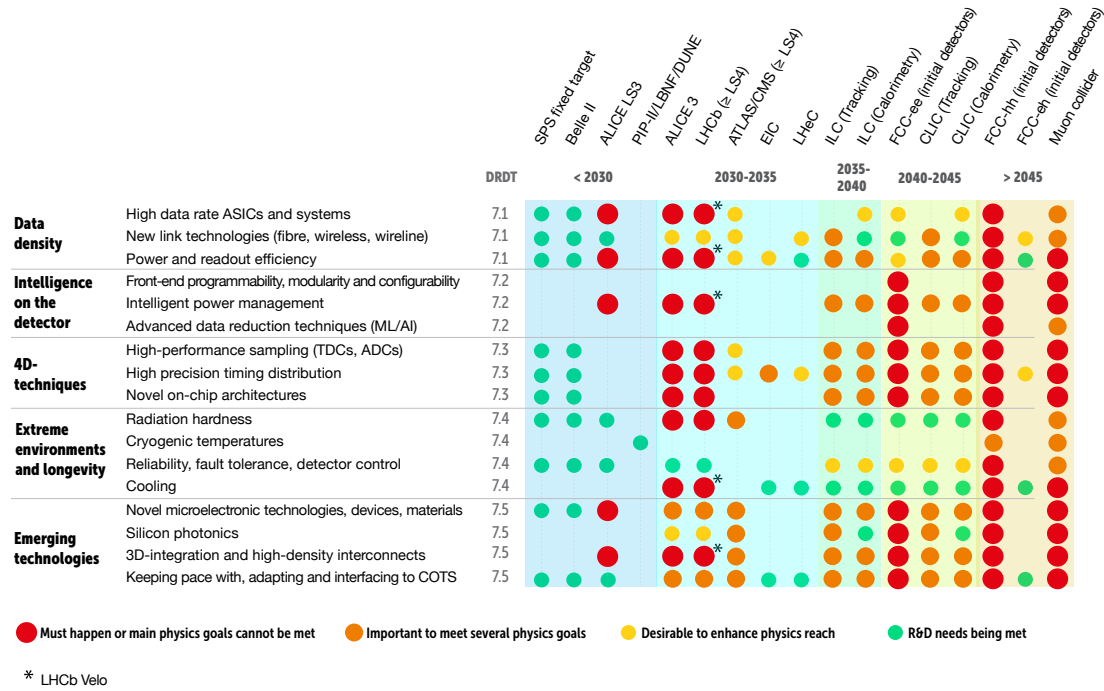 SPS fixed target
Belle II
ALICE LS3
PIP-II/LBNF/DUNE
ALICE 3
LHCb (≥ LS4)
ATLAS/CMS (≥ LS4)
EIC
LHeC
ILC (Tracking)
ILC (Calorimetry)
FCC-ee (initial detectors)
CLIC (Tracking)
CLIC (Calorimetry)
FCC-hh (initial detectors)
FCC-eh (initial detectors)
Muon collider
DRDT < 2030 2030-2035 2035-2040 2040-2045 > 2045
Data density
High data rate ASICs and systems 7.1 *
New link technologies (fibre, wireless, wireline) 7.1
Power and readout efficiency 7.1 *
Intelligence on the detector
Front-end programmability, modularity and configurability 7.2
Intelligent power management 7.2 *
Advanced data reduction techniques (ML/AI) 7.2
4D-techniques
High-performance sampling (TDCs, ADCs) 7.3
High precision timing distribution 7.3
Novel on-chip architectures 7.3
Extreme environments and longevity
Radiation hardness 7.4
Cryogenic temperatures 7.4
Reliability, fault tolerance, detector control 7.4
Cooling 7.4 *
Emerging technologies
Novel microelectronic technologies, devices, materials 7.5
Silicon photonics 7.5
3D-integration and high-density interconnects 7.5 *
Keeping pace with, adapting and interfacing to COTS 7.5
Must happen or main physics goals cannot be met Important to meet several physics goals Desirable to enhance physics reach R&D needs being met
* LHCb Velo